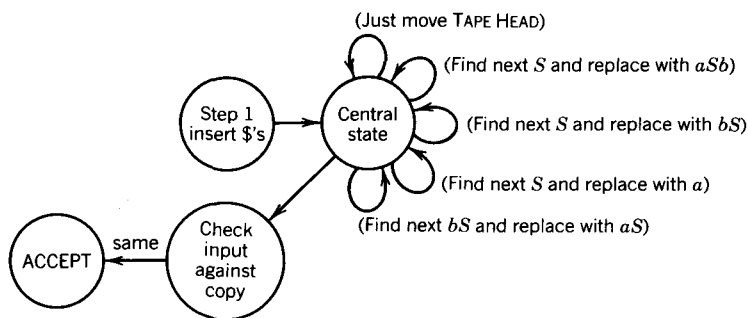 (Just move TAPE HEAD)
(Find next S and replace with aSb)
Step 1
insert $'s
Central
state
(Find next S and replace with bS)
(Find next S and replace with a)
(Find next bS and replace with aS)
Check
input
against
copy
same
ACCEPT